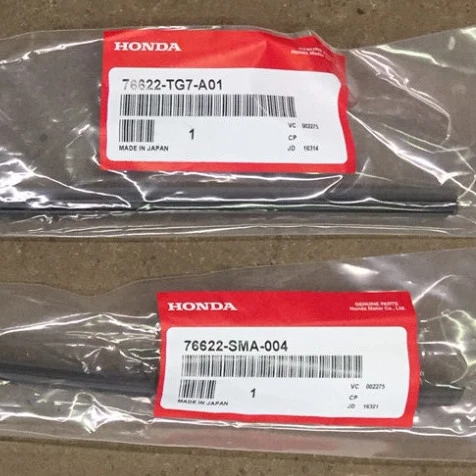 HONDA
76622-TG7-A01
1
MADE IN JAPAN
VC 002275
CP
JD 16314
HONDA
GENUINE PARTS
Honda Motor Co., Ltd.
76622-SMA-004
1
MADE IN JAPAN
VC 002275
CP
JD 16321